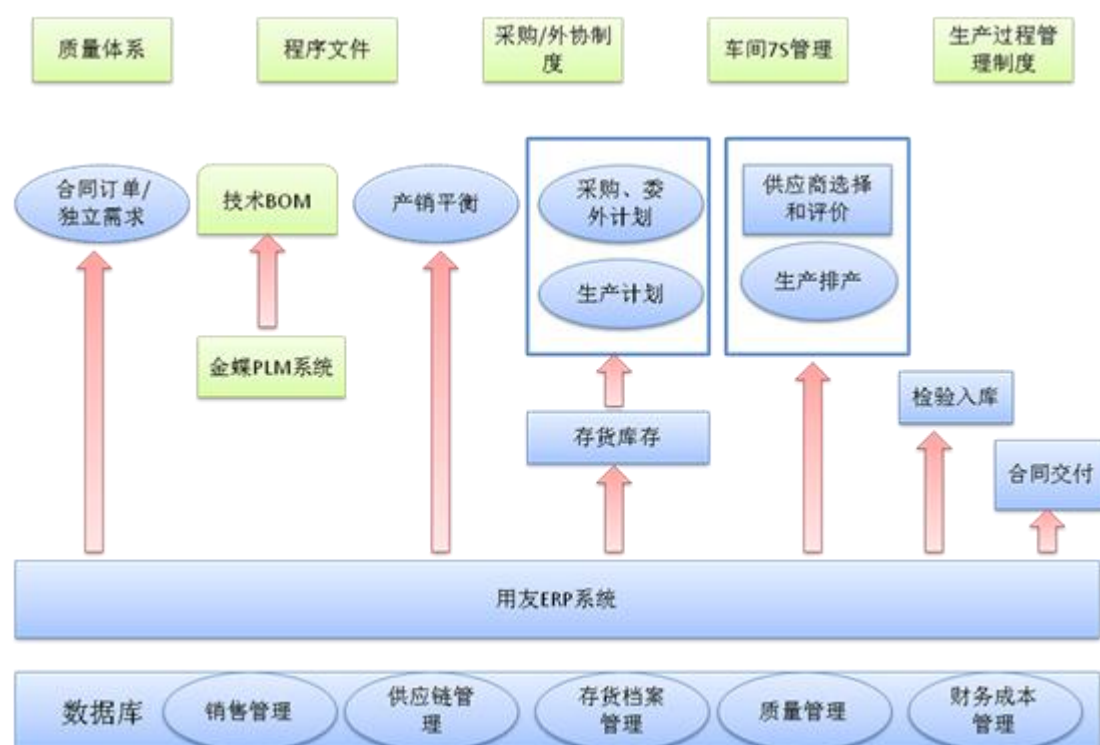 质量体系
程序文件
采购/外协制
度
车间7S管理
生产过程管
理制度
合同订单/
独立需求
技术BOM
产销平衡
采购、委
外计划
生产计划
供应商选择
和评价
生产排产
金蝶PLM系统
存货库存
检验入库
合同交付
用友ERP系统
数据库
销售管理
供应链管
理
存货档案
管理
质量管理
财务成本
管理